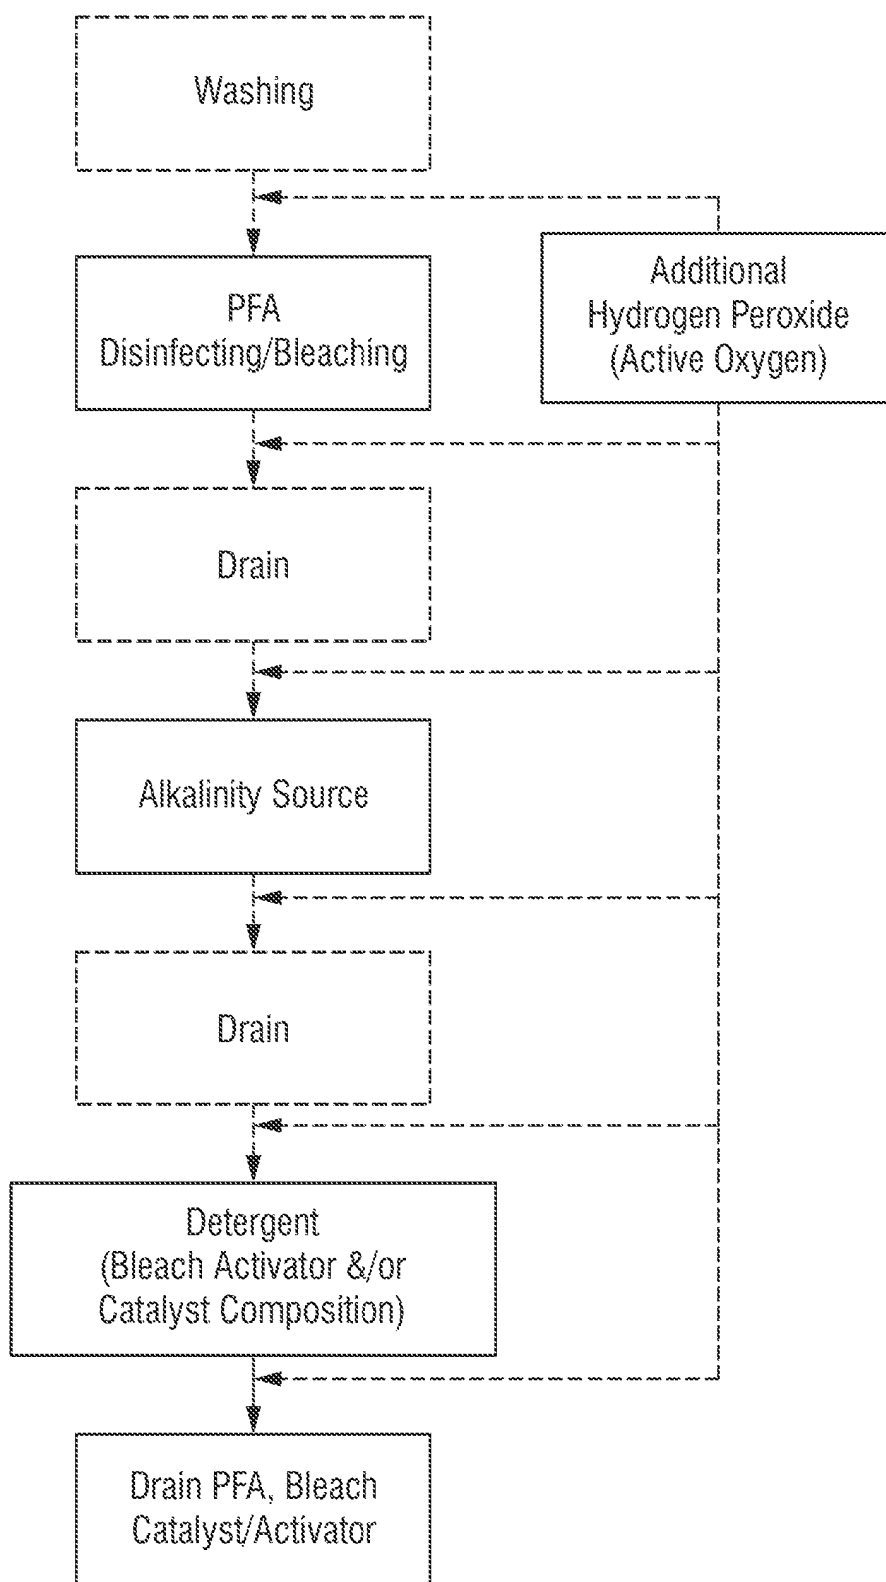 Washing
PFA
Disinfecting/Bleaching
Additional
Hydrogen Peroxide
(Active Oxygen)
Drain
Alkalinity Source
Drain
Detergent
(Bleach Activator &/or
Catalyst Composition)
Drain PFA, Bleach
Catalyst/Activator